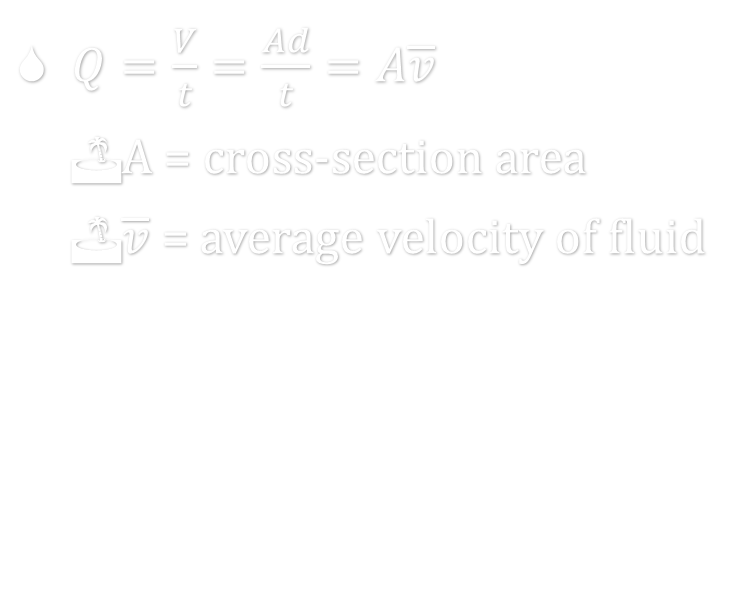 Q = V/t = Ad/t = Av̅
A = cross-section area
v̅ = average velocity of fluid